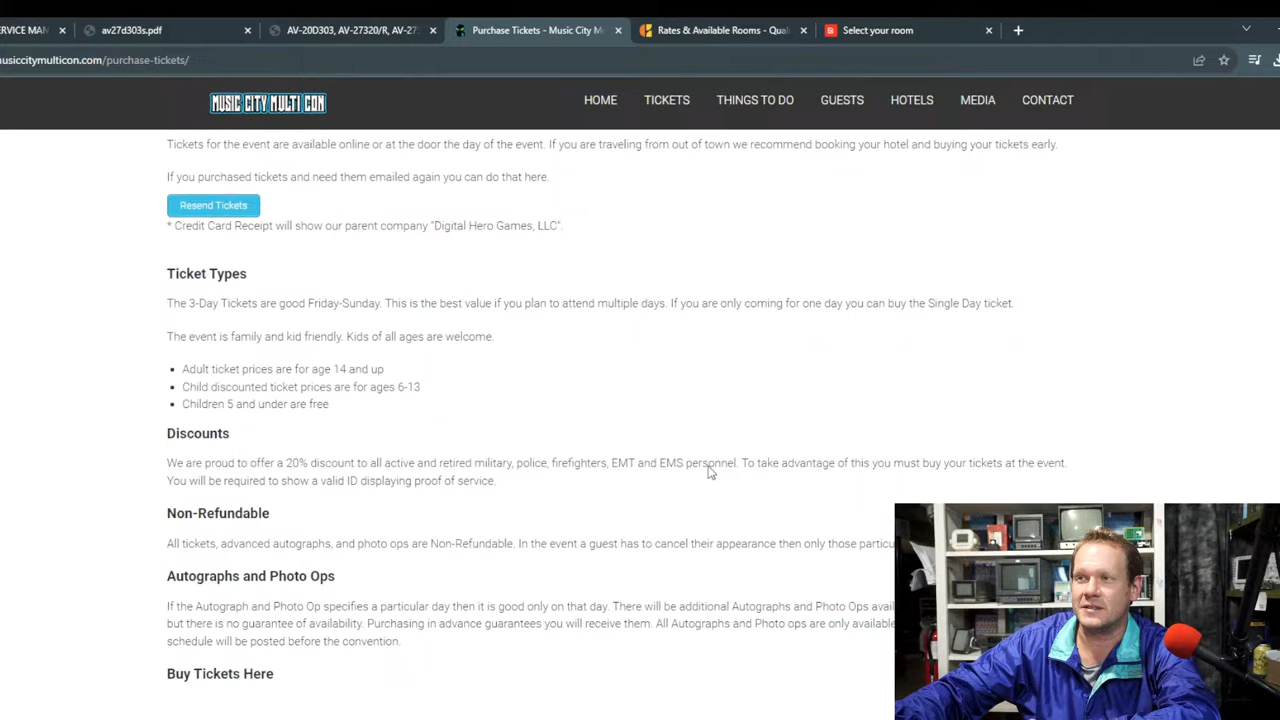 SERVICE MAN
av27d303s.pdf
AV-20D303, AV-27320/R, AV-27:
Purchase Tickets - Music City M
Rates & Available Rooms - Qual
Select your room
musiccitymulticon.com/purchase-tickets/
MUSIC CITY MULTI CON
HOME TICKETS THINGS TO DO GUESTS HOTELS MEDIA CONTACT
Tickets for the event are available online or at the door the day of the event. If you are traveling from out of town we recommend booking your hotel and buying your tickets early.
If you purchased tickets and need them emailed again you can do that here.
Resend Tickets
* Credit Card Receipt will show our parent company “Digital Hero Games, LLC”.
Ticket Types
The 3-Day Tickets are good Friday-Sunday. This is the best value if you plan to attend multiple days. If you are only coming for one day you can buy the Single Day ticket.
The event is family and kid friendly. Kids of all ages are welcome.
• Adult ticket prices are for age 14 and up
• Child discounted ticket prices are for ages 6-13
• Children 5 and under are free
Discounts
We are proud to offer a 20% discount to all active and retired military, police, firefighters, EMT and EMS personnel. To take advantage of this you must buy your tickets at the event.
You will be required to show a valid ID displaying proof of service.
Non-Refundable
All tickets, advanced autographs, and photo ops are Non-Refundable. In the event a guest has to cancel their appearance then only those particu
Autographs and Photo Ops
If the Autograph and Photo Op specifies a particular day then it is good only on that day. There will be additional Autographs and Photo Ops avai
but there is no guarantee of availability. Purchasing in advance guarantees you will receive them. All Autographs and Photo ops are only available
schedule will be posted before the convention.
Buy Tickets Here